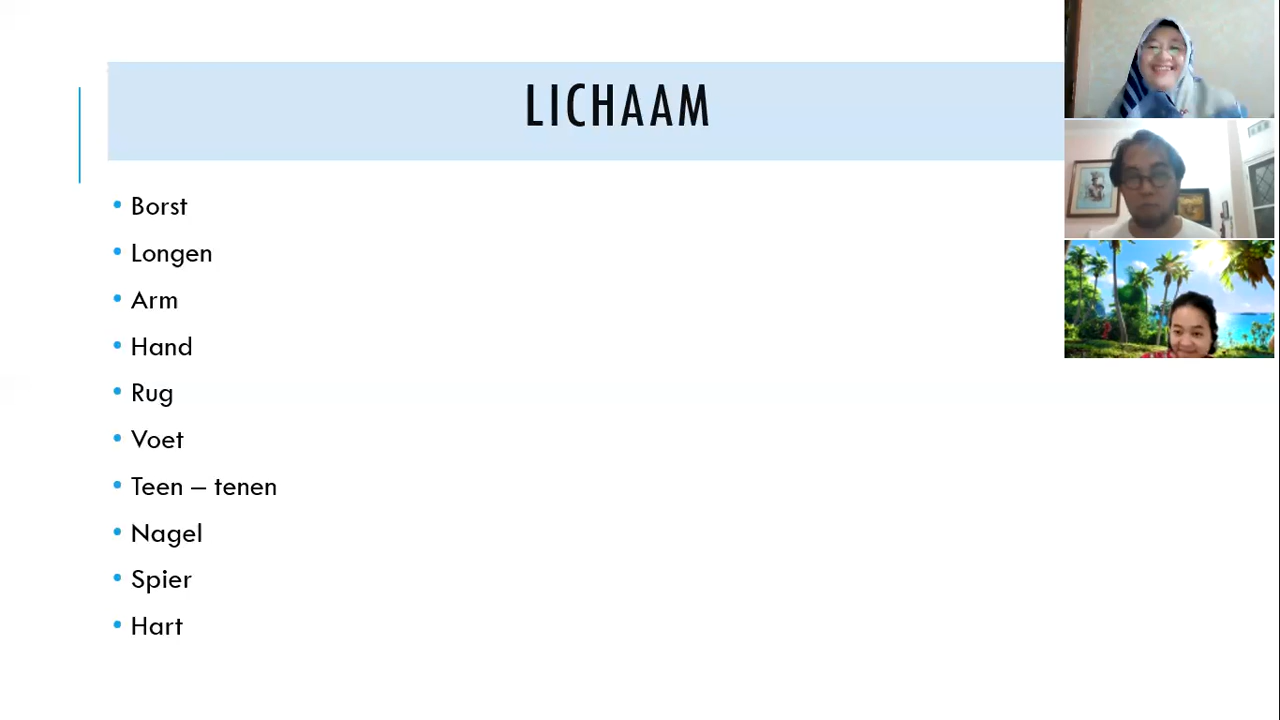 LICHAAM
• Borst
• Longen
• Arm
• Hand
• Rug
• Voet
• Teen – tenen
• Nagel
• Spier
• Hart